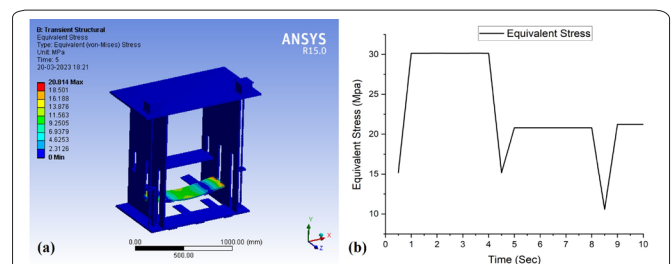 B: Transient Structural
Equivalent Stress
Type: Equivalent (von-Mises) Stress
Unit: MPa
Time: 5
20-03-2023 18:21
20.814 Max
18.501
16.188
13.876
11.563
9.2505
6.9379
4.6253
2.3126
0 Min
ANSYS
R15.0
0.00
1000.00 (mm)
500.00
Y
X
Z
(a)
Equivalent Stress
Equivalent Stress (Mpa)
30
25
20
15
10
0 1 2 3 4 5 6 7 8 9 10
Time (Sec)
(b)